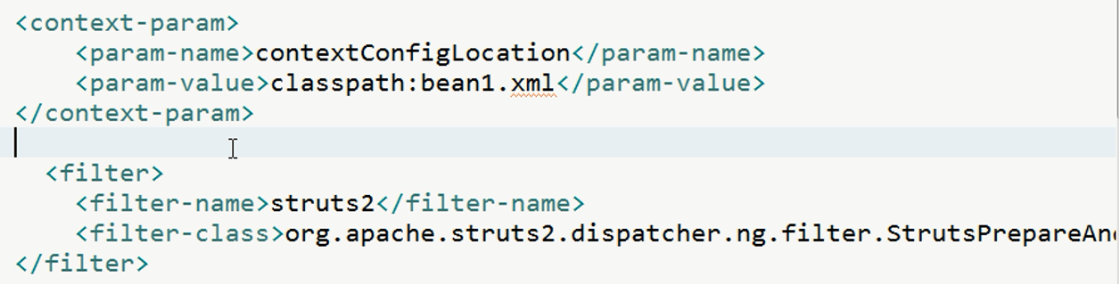 <context-param>
<param-name>contextConfigLocation</param-name>
<param-value>classpath:bean1.xml</param-value>
</context-param>
<filter>
<filter-name>struts2</filter-name>
<filter-class>org.apache.struts2.dispatcher.ng.filter.StrutsPrepareAn
</filter>